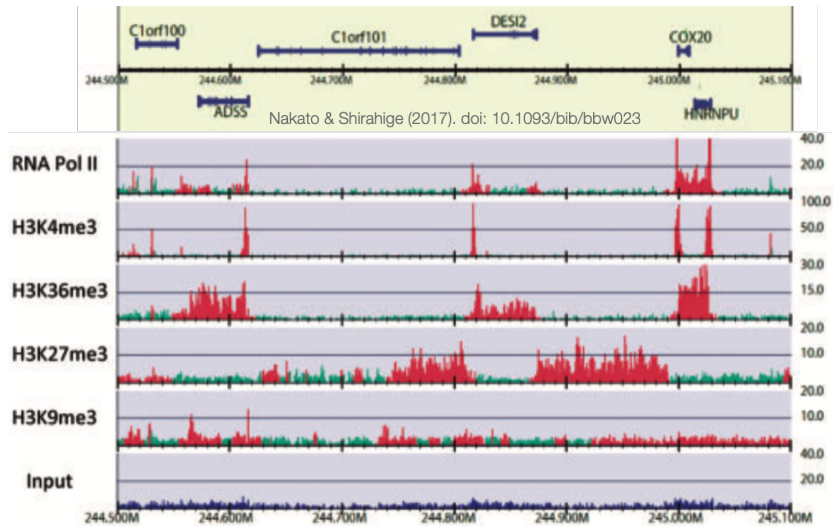 DESI2
C1orf100 C1orf101 COX20
244.500M 244.600M 244.700M 244.800M 244.900M 245.000M 245.100M
ADSS Nakato & Shirahige (2017). doi: 10.1093/bib/bbw023 HNRNPU
40.0
RNA Pol II 20.0
100.0
H3K4me3 50.0
30.0
H3K36me3 15.0
20.0
H3K27me3 10.0
20.0
H3K9me3 10.0
40.0
Input 20.0
244.500M 244.600M 244.700M 244.800M 244.900M 245.000M 245.100M